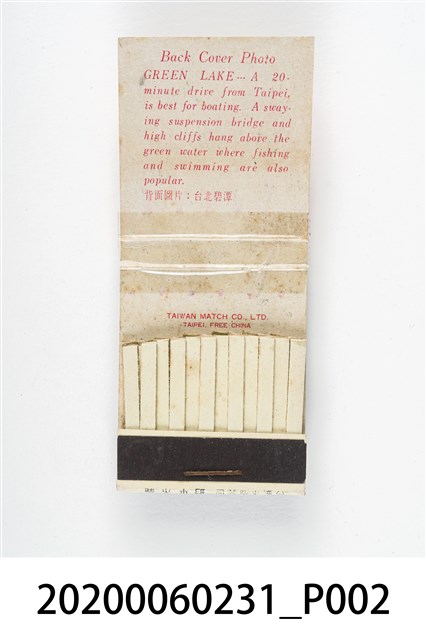 Back Cover Photo
GREEN LAKE--- A 20-
minute drive from Taipei,
is best for boating. A sway-
ing suspension bridge and
high cliffs hang above the
green water where fishing
and swimming are also
popular.
背面圖片：台北碧潭
TAIWAN MATCH CO., LTD.
TAIPEI, FREE CHINA
20200060231_P002